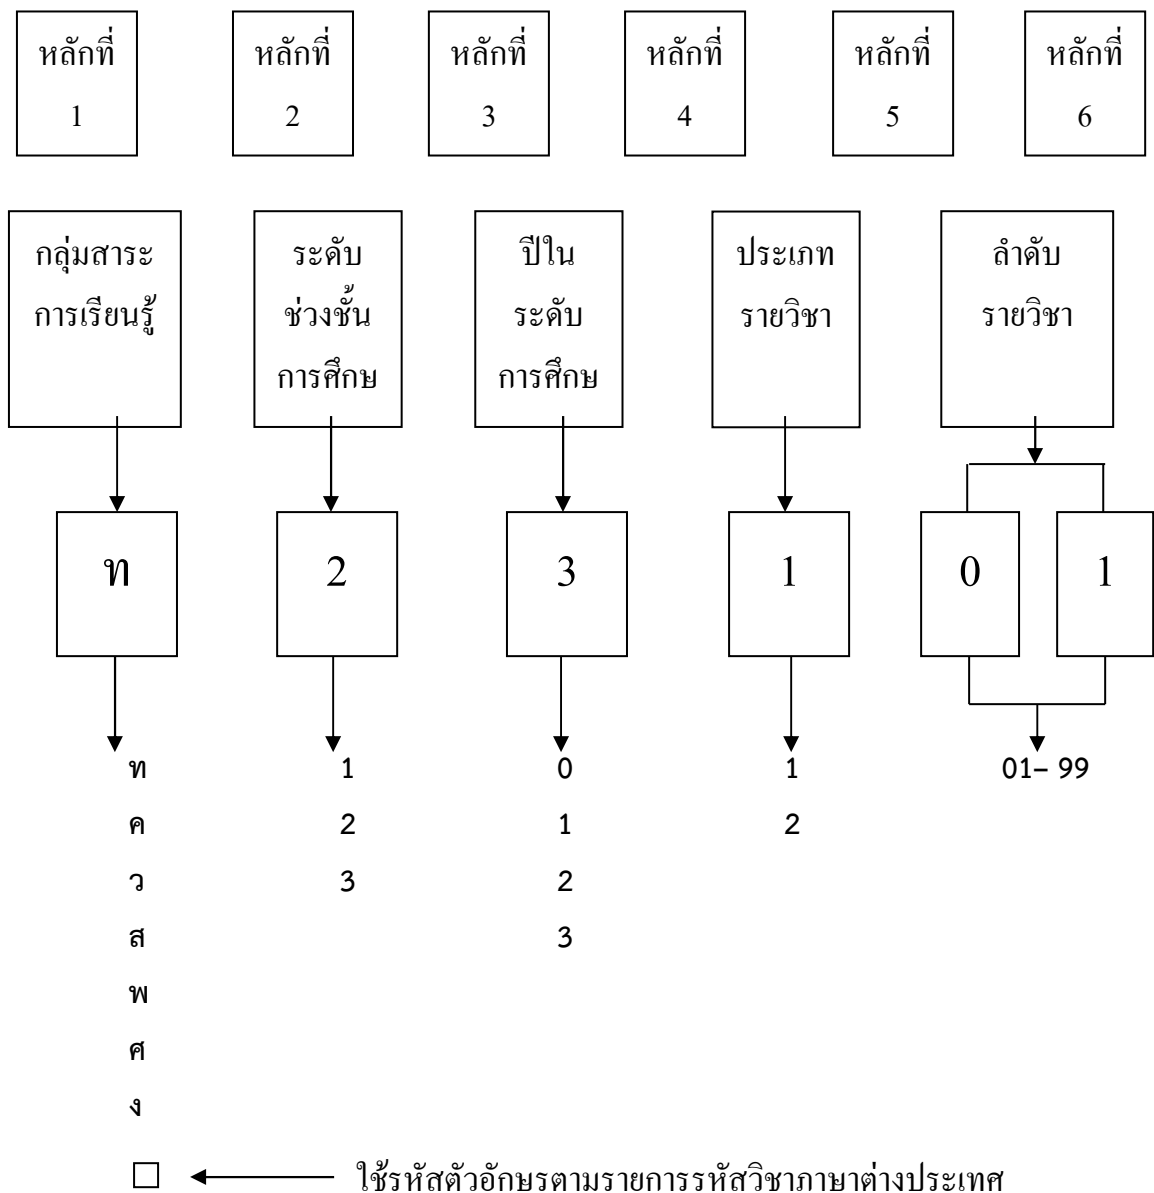 หลักที่ หลักที่ หลักที่ หลักที่ หลักที่ หลักที่
1 2 3 4 5 6
กลุ่มสาระ ระดับ ปีใน ประเภท ลำดับ
การเรียนรู้ ช่วงชั้น ระดับ รายวิชา รายวิชา
การศึกษ การศึกษ
ท 2 3 1 0 1
ท 1 0 1 01– 99
ค 2 1 2
ว 3 2
ส 3
พ
ศ
ง
ใช้รหัสตัวอักษรตามรายการรหัสวิชาภาษาต่างประเทศ